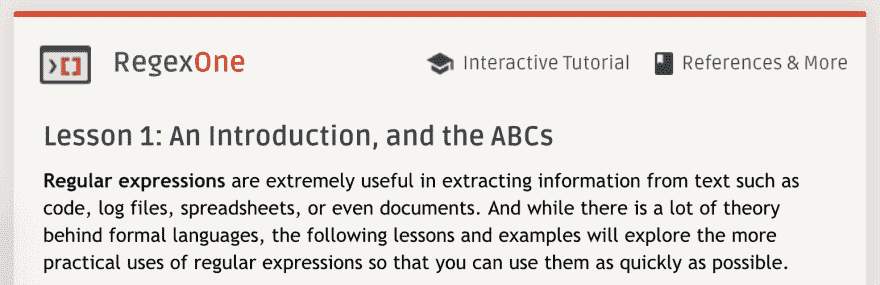 RegexOne
Interactive Tutorial
References & More
Lesson 1: An Introduction, and the ABCs
Regular expressions are extremely useful in extracting information from text such as
code, log files, spreadsheets, or even documents. And while there is a lot of theory
behind formal languages, the following lessons and examples will explore the more
practical uses of regular expressions so that you can use them as quickly as possible.